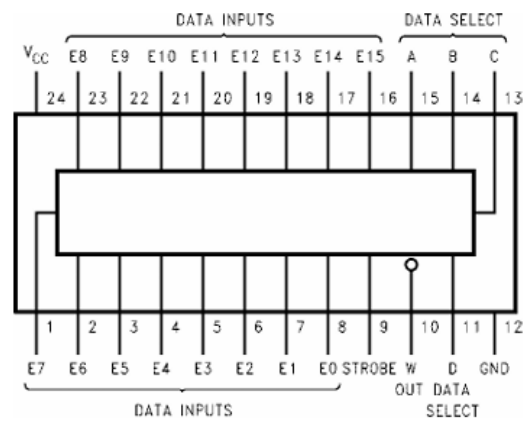 DATA INPUTS DATA SELECT
VCC E8 E9 E10 E11 E12 E13 E14 E15 A B C
24 23 22 21 20 19 18 17 16 15 14 13
1 2 3 4 5 6 7 8 9 10 11 12
E7 E6 E5 E4 E3 E2 E1 E0 STROBE W D GND
OUT DATA
DATA INPUTS SELECT